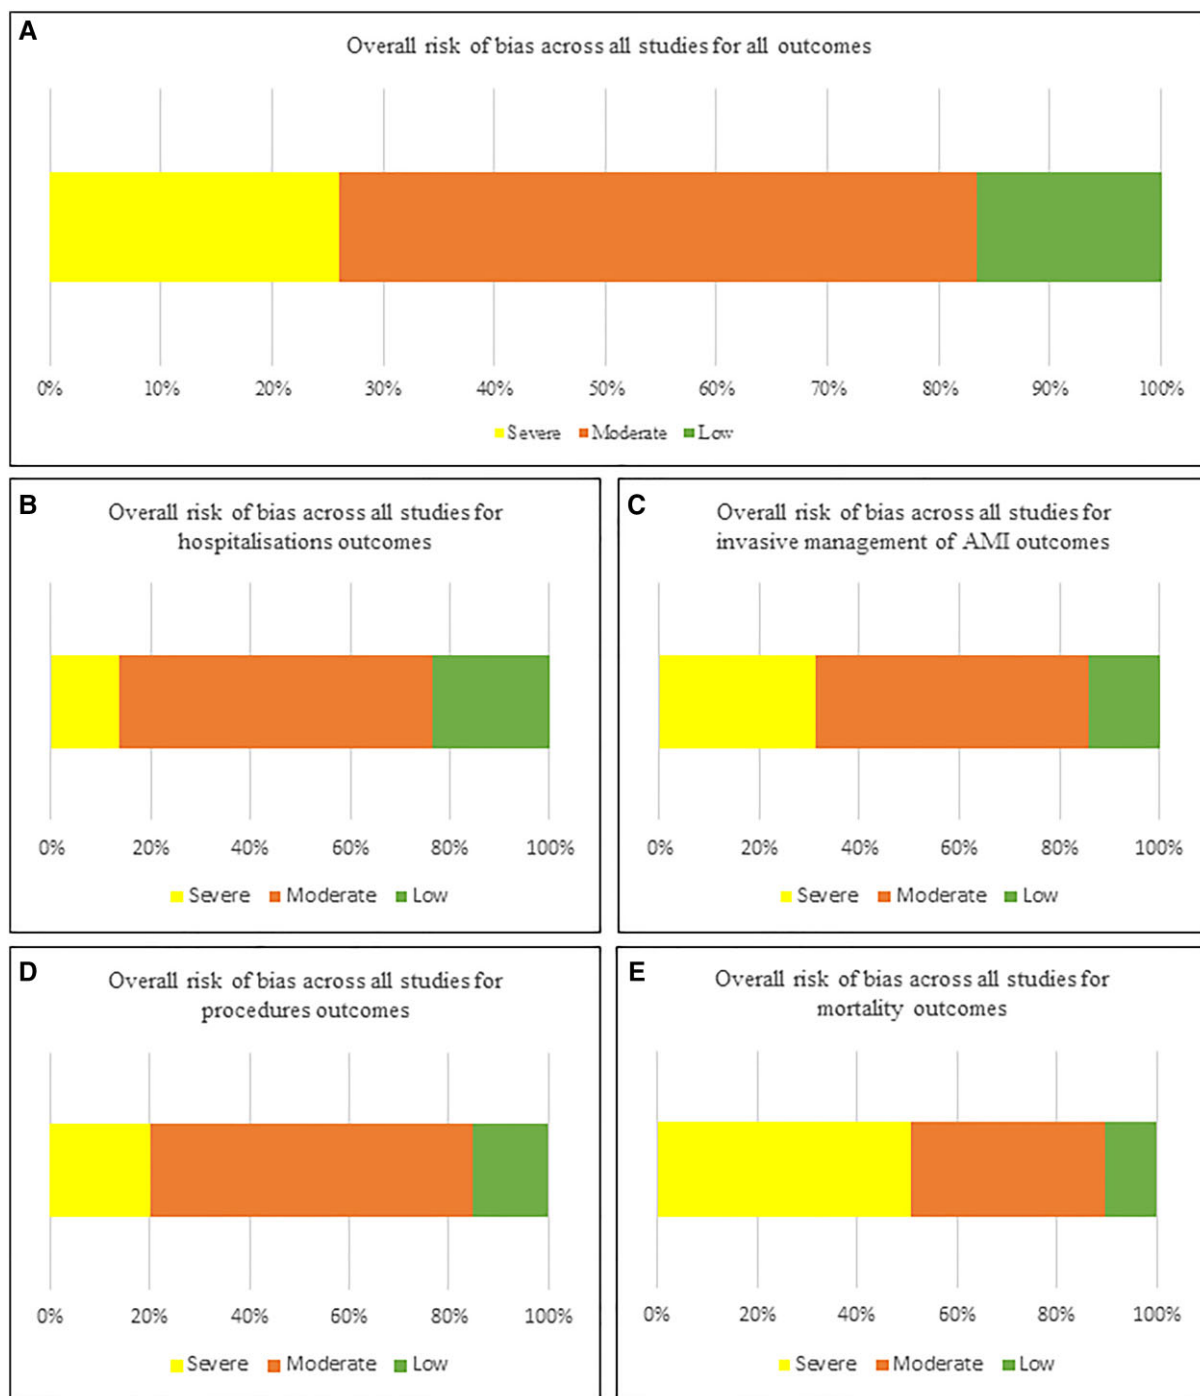 A
Overall risk of bias across all studies for all outcomes
0% 10% 20% 30% 40% 50% 60% 70% 80% 90% 100%
Severe Moderate Low
B
Overall risk of bias across all studies for
hospitalisations outcomes
0% 20% 40% 60% 80% 100%
Severe Moderate Low
C
Overall risk of bias across all studies for
invasive management of AMI outcomes
0% 20% 40% 60% 80% 100%
Severe Moderate Low
D
Overall risk of bias across all studies for
procedures outcomes
0% 20% 40% 60% 80% 100%
Severe Moderate Low
E
Overall risk of bias across all studies for
mortality outcomes
0% 20% 40% 60% 80% 100%
Severe Moderate Low